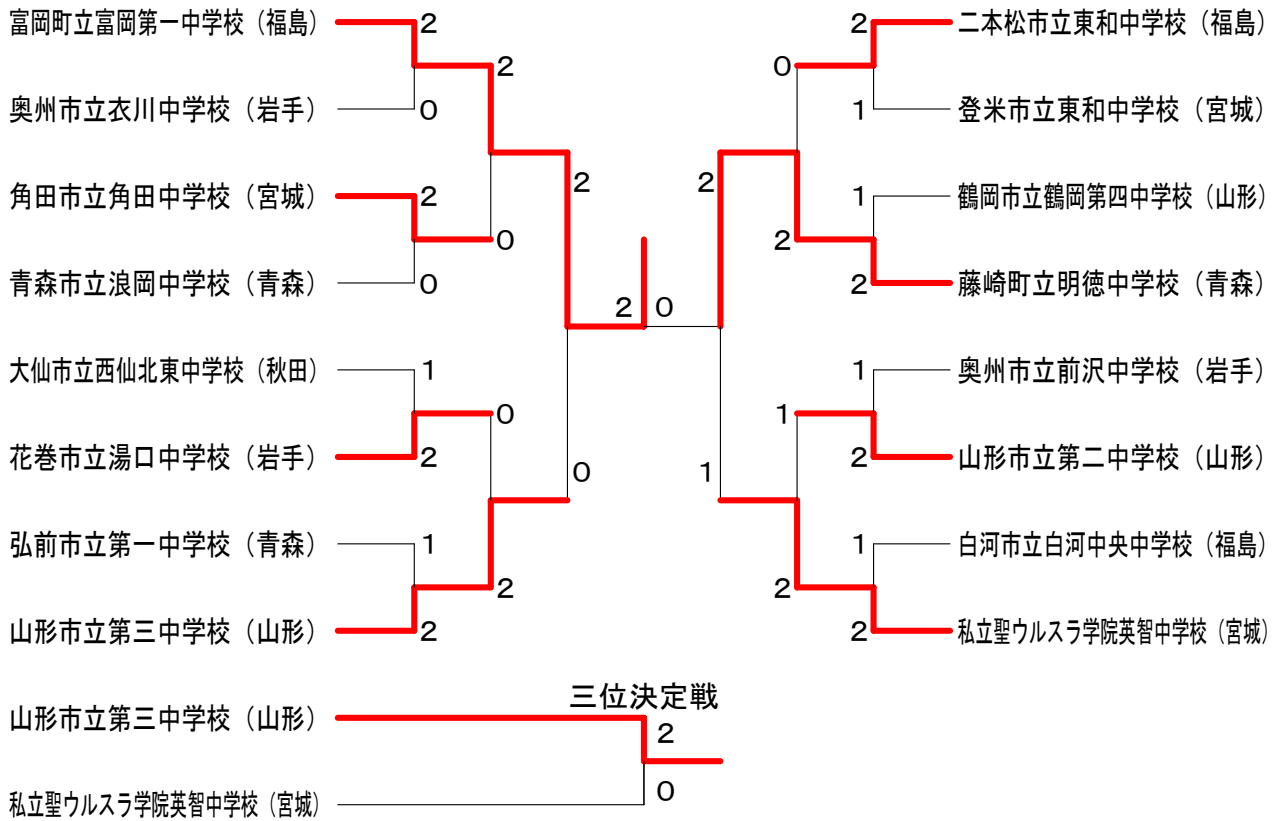 富岡町立富岡第一中学校（福島） 2 2 二本松市立東和中学校（福島）
2 0
奥州市立衣川中学校（岩手） 0 1 登米市立東和中学校（宮城）
2 2
角田市立角田中学校（宮城） 2 1 鶴岡市立鶴岡第四中学校（山形）
0 2
青森市立浪岡中学校（青森） 0 2 藤崎町立明徳中学校（青森）
2 0
大仙市立西仙北東中学校（秋田） 1 1 奥州市立前沢中学校（岩手）
0 1
花巻市立湯口中学校（岩手） 2 2 山形市立第二中学校（山形）
0 1
弘前市立第一中学校（青森） 1 1 白河市立白河中央中学校（福島）
2 2
山形市立第三中学校（山形） 2 2 私立聖ウルスラ学院英智中学校（宮城）
三位決定戦
山形市立第三中学校（山形） 2
私立聖ウルスラ学院英智中学校（宮城） 0